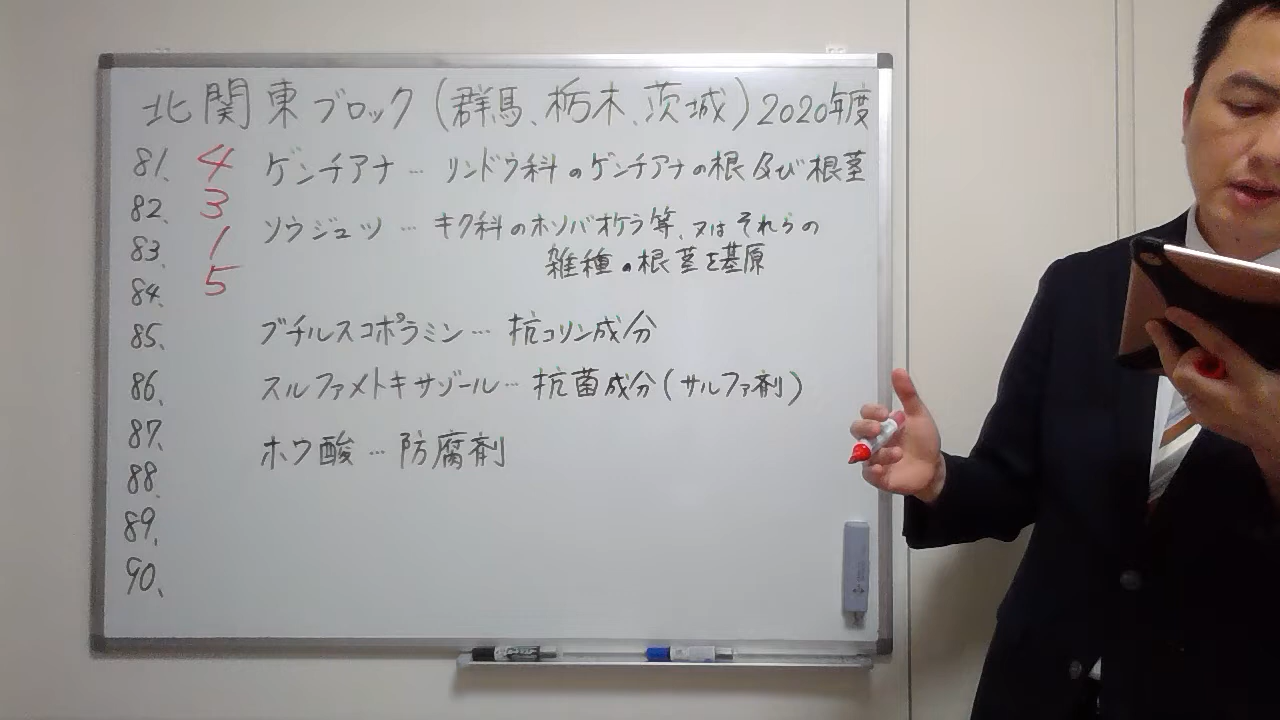 北関東ブロック(群馬、栃木、茨城)2020年度
81. 4 ゲンチアナ…リンドウ科のゲンチアナの根及び根茎
82. 3
ソウジュツ…キク科のホソバオケラ等、又はそれらの
83. 1
雑種の根茎を基原
84. 5
85. ブチルスコポラミン…抗コリン成分
86. スルファメトキサゾール…抗菌成分(サルファ剤)
87. ホウ酸…防腐剤
88.
89.
90.